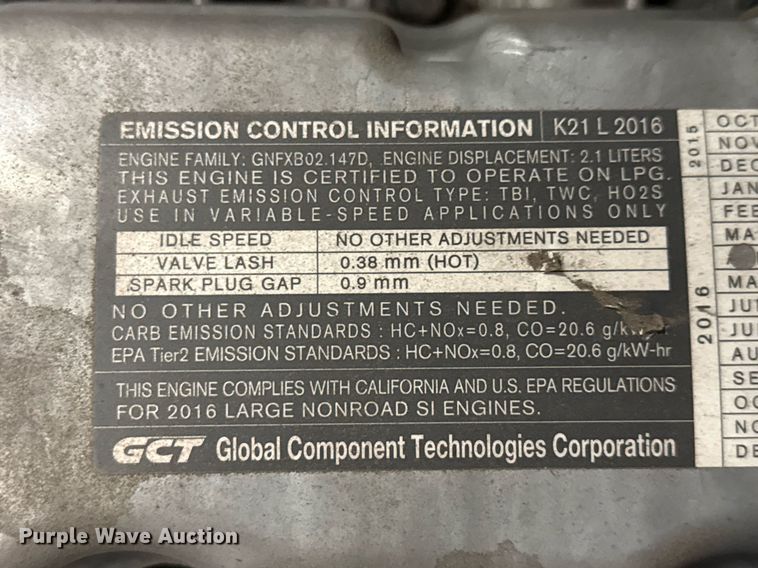 EMISSION CONTROL INFORMATION K21 L 2016
ENGINE FAMILY: GNFXB02.147D, ENGINE DISPLACEMENT: 2.1 LITERS
THIS ENGINE IS CERTIFIED TO OPERATE ON LPG.
EXHAUST EMISSION CONTROL TYPE: TBI, TWC, HO2S
USE IN VARIABLE-SPEED APPLICATIONS ONLY
IDLE SPEED NO OTHER ADJUSTMENTS NEEDED
VALVE LASH 0.38 mm (HOT)
SPARK PLUG GAP 0.9 mm
NO OTHER ADJUSTMENTS NEEDED.
CARB EMISSION STANDARDS : HC+NOx=0.8, CO=20.6 g/kW-hr
EPA Tier2 EMISSION STANDARDS : HC+NOx=0.8, CO=20.6 g/kW-hr
THIS ENGINE COMPLIES WITH CALIFORNIA AND U.S. EPA REGULATIONS
FOR 2016 LARGE NONROAD SI ENGINES.
GCT Global Component Technologies Corporation
2015
OCT
NOV
DEC
2016
JAN
FEB
MA
MA
JUN
JU
AU
SE
OC
NO
DE
Purple Wave Auction